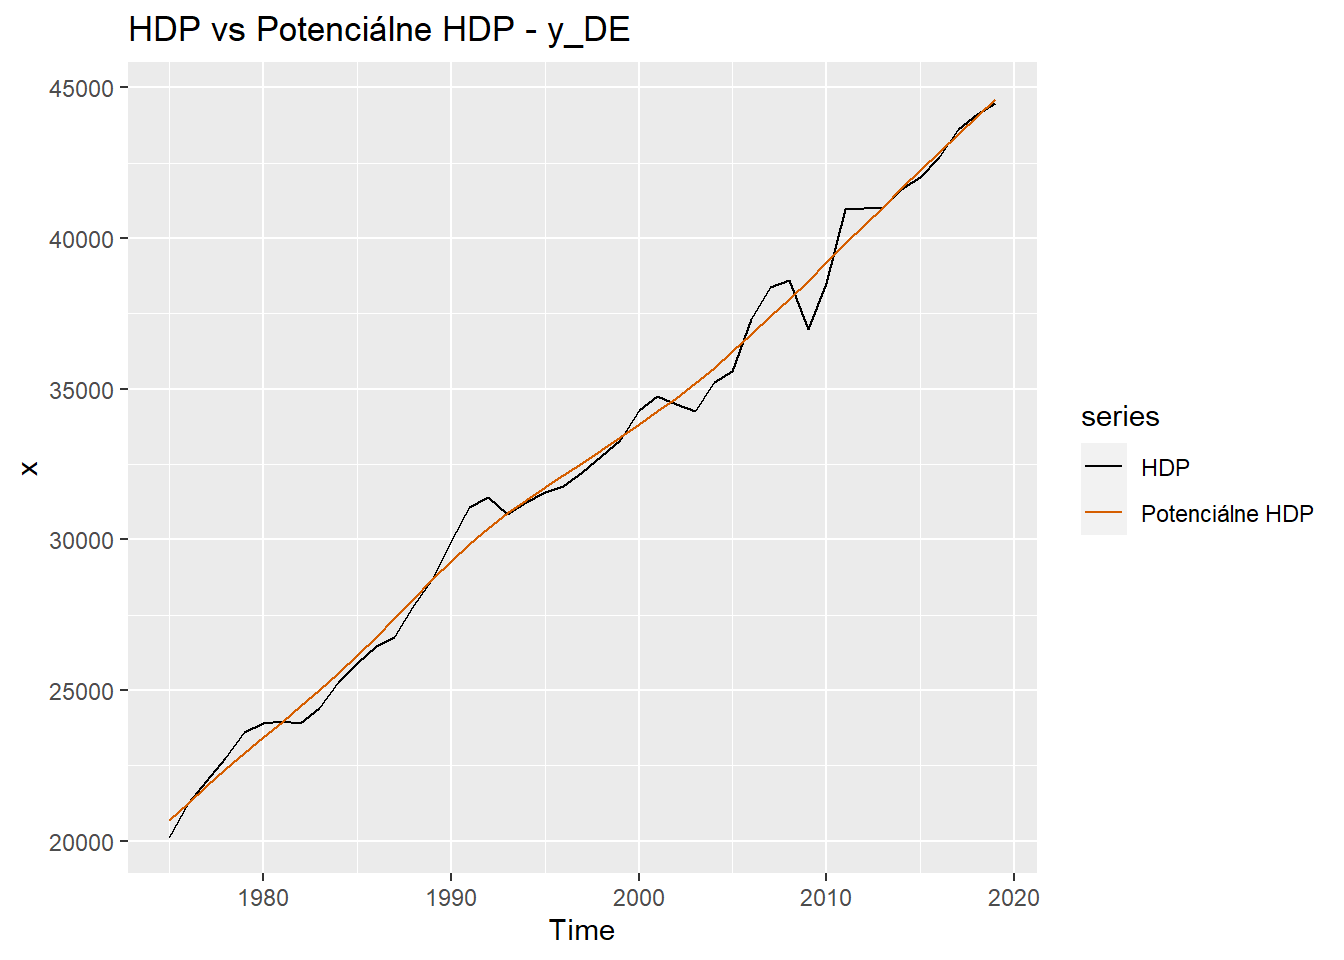 HDP vs Potenciálne HDP - y_DE
45000
40000
35000
30000
25000
20000
x
1980
1990
2000
2010
2020
Time
series
HDP
Potenciálne HDP